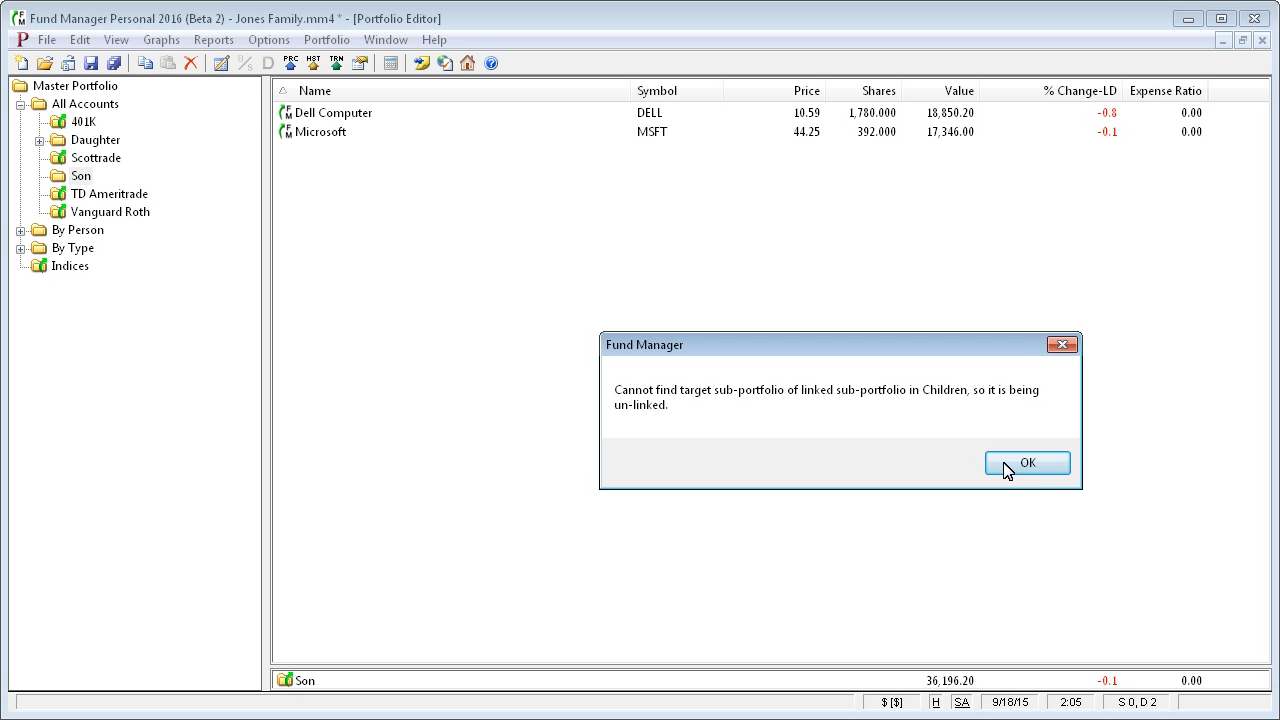 Fund Manager Personal 2016 (Beta 2) - Jones Family.mm4 * - [Portfolio Editor]
File Edit View Graphs Reports Options Portfolio Window Help
PRC HST TRN
Master Portfolio
All Accounts
401K
Daughter
Scottrade
Son
TD Ameritrade
Vanguard Roth
By Person
By Type
Indices
Name Symbol Price Shares Value % Change-LD Expense Ratio
Dell Computer DELL 10.59 1,780.000 18,850.20 -0.8 0.00
Microsoft MSFT 44.25 392.000 17,346.00 -0.1 0.00
Fund Manager
Cannot find target sub-portfolio of linked sub-portfolio in Children, so it is being
un-linked.
OK
Son 36,196.20 -0.1 0.00
$ [$] H SA 9/18/15 2:05 S 0, D 2